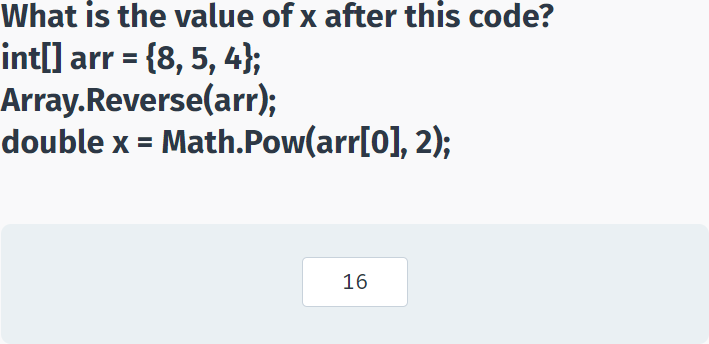 What is the value of x after this code?
int[] arr = {8, 5, 4};
Array.Reverse(arr);
double x = Math.Pow(arr[0], 2);
16